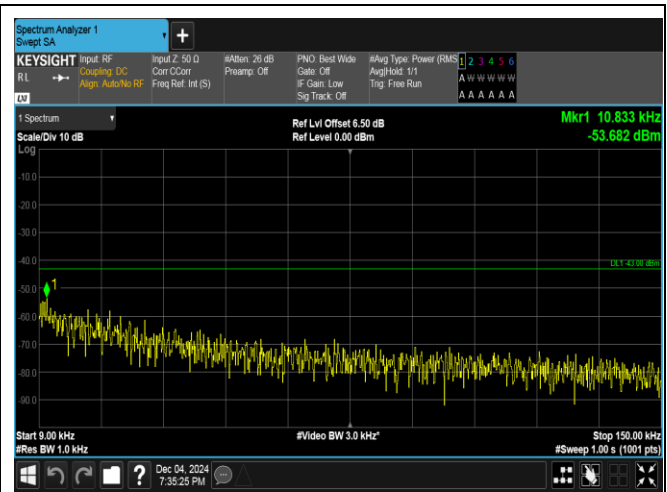 Spectrum Analyzer 1
Swept SA
+
KEYSIGHT
RL
LXI
Input: RF
Coupling: DC
Align: Auto/No RF
Input Z: 50 Ω
Corr CCorr
Freq Ref: Int (S)
#Atten: 26 dB
Preamp: Off
PNO: Best Wide
Gate: Off
IF Gain: Low
Sig Track: Off
#Avg Type: Power (RMS
Avg|Hold: 1/1
Trig: Free Run
1 2 3 4 5 6
A W W W W W
A A A A A A
1 Spectrum
Scale/Div 10 dB
Log
Ref Lvl Offset 6.50 dB
Ref Level 0.00 dBm
Mkr1 10.833 kHz
-53.682 dBm
-10.0
-20.0
-30.0
-40.0
DL1 -43.00 dBm
-50.0
1
-60.0
-70.0
-80.0
-90.0
Start 9.00 kHz
#Res BW 1.0 kHz
#Video BW 3.0 kHz*
Stop 150.00 kHz
#Sweep 1.00 s (1001 pts)
?
Dec 04, 2024
7:35:25 PM